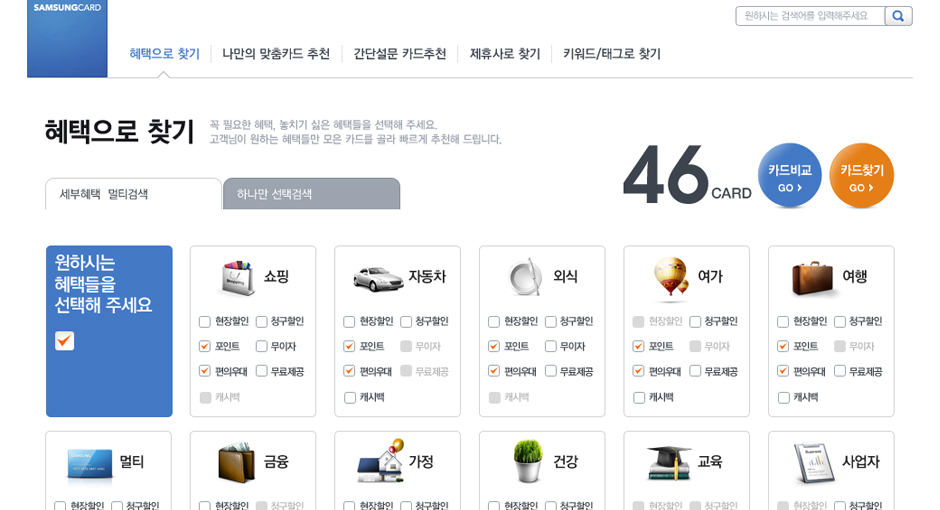 SAMSUNGCARD
원하시는 검색어를 입력해주세요
혜택으로 찾기
나만의 맞춤카드 추천
간단설문 카드추천
제휴사로 찾기
키워드/태그로 찾기
혜택으로 찾기
꼭 필요한 혜택, 놓치기 싫은 혜택들을 선택해 주세요.
고객님이 원하는 혜택들만 모은 카드를 골라 빠르게 추천해 드립니다.
46 CARD
카드비교
GO
카드찾기
GO
세부혜택 멀티검색
하나만 선택검색
원하시는
혜택들을
선택해 주세요
쇼핑
현장할인 청구할인
포인트 무이자
편의우대 무료제공
캐시백
자동차
현장할인 청구할인
포인트 무이자
편의우대 무료제공
캐시백
외식
현장할인 청구할인
포인트 무이자
편의우대 무료제공
캐시백
여가
현장할인 청구할인
포인트 무이자
편의우대 무료제공
캐시백
여행
현장할인 청구할인
포인트 무이자
편의우대 무료제공
캐시백
멀티
현장할인 청구할인
금융
현장할인 청구할인
가정
현장할인 청구할인
건강
현장할인 청구할인
교육
현장할인 청구할인
사업자
현장할인 청구할인